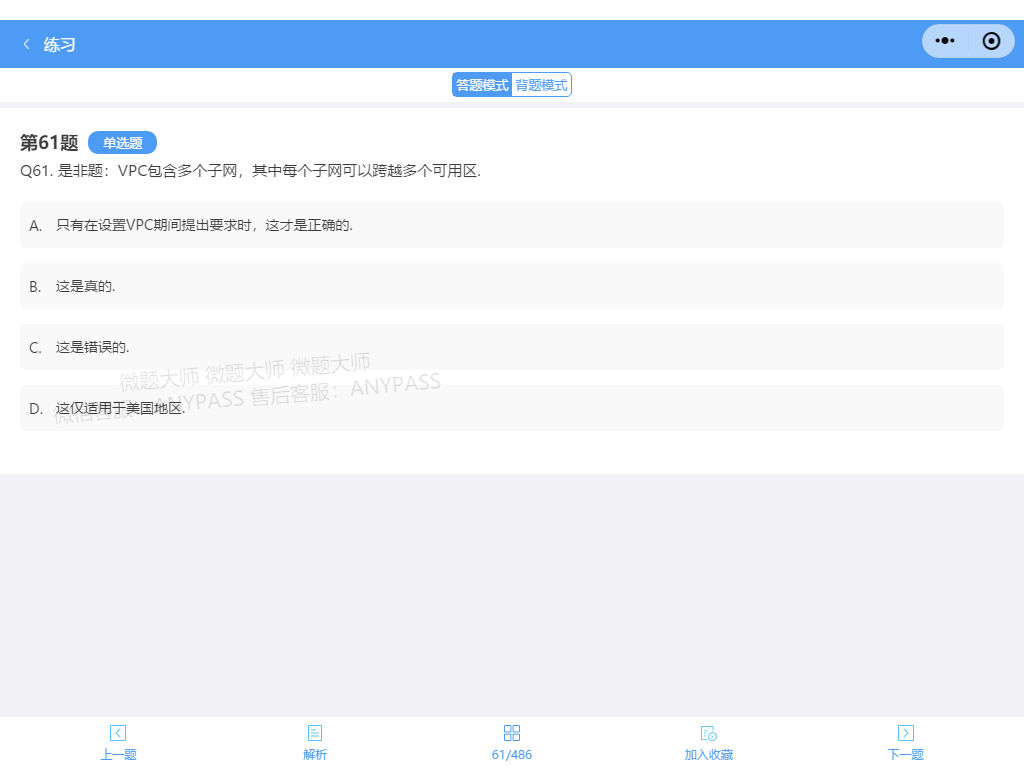 练习
答题模式 背题模式
第61题 单选题
Q61. 是非题：VPC包含多个子网，其中每个子网可以跨越多个可用区.
A. 只有在设置VPC期间提出要求时，这才是正确的.
B. 这是真的.
C. 这是错误的.
微题大师 微题大师 微题大师
D. 这仅适用于美国地区.
ANYPASS 售后客服：ANYPASS
上一题 解析 61/486 加入收藏 下一题